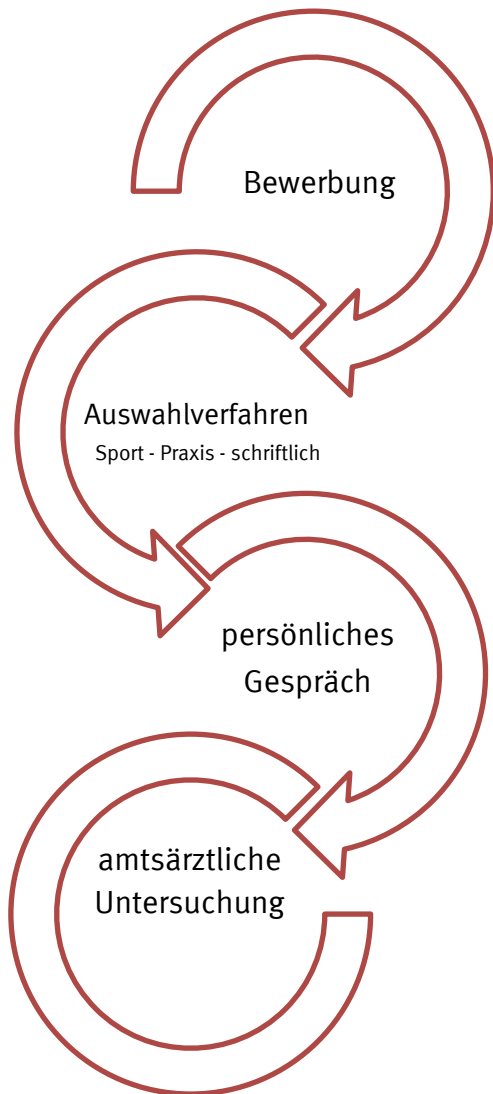 Bewerbung
Auswahlverfahren
Sport - Praxis - schriftlich
persönliches
Gespräch
amtsärztliche
Untersuchung